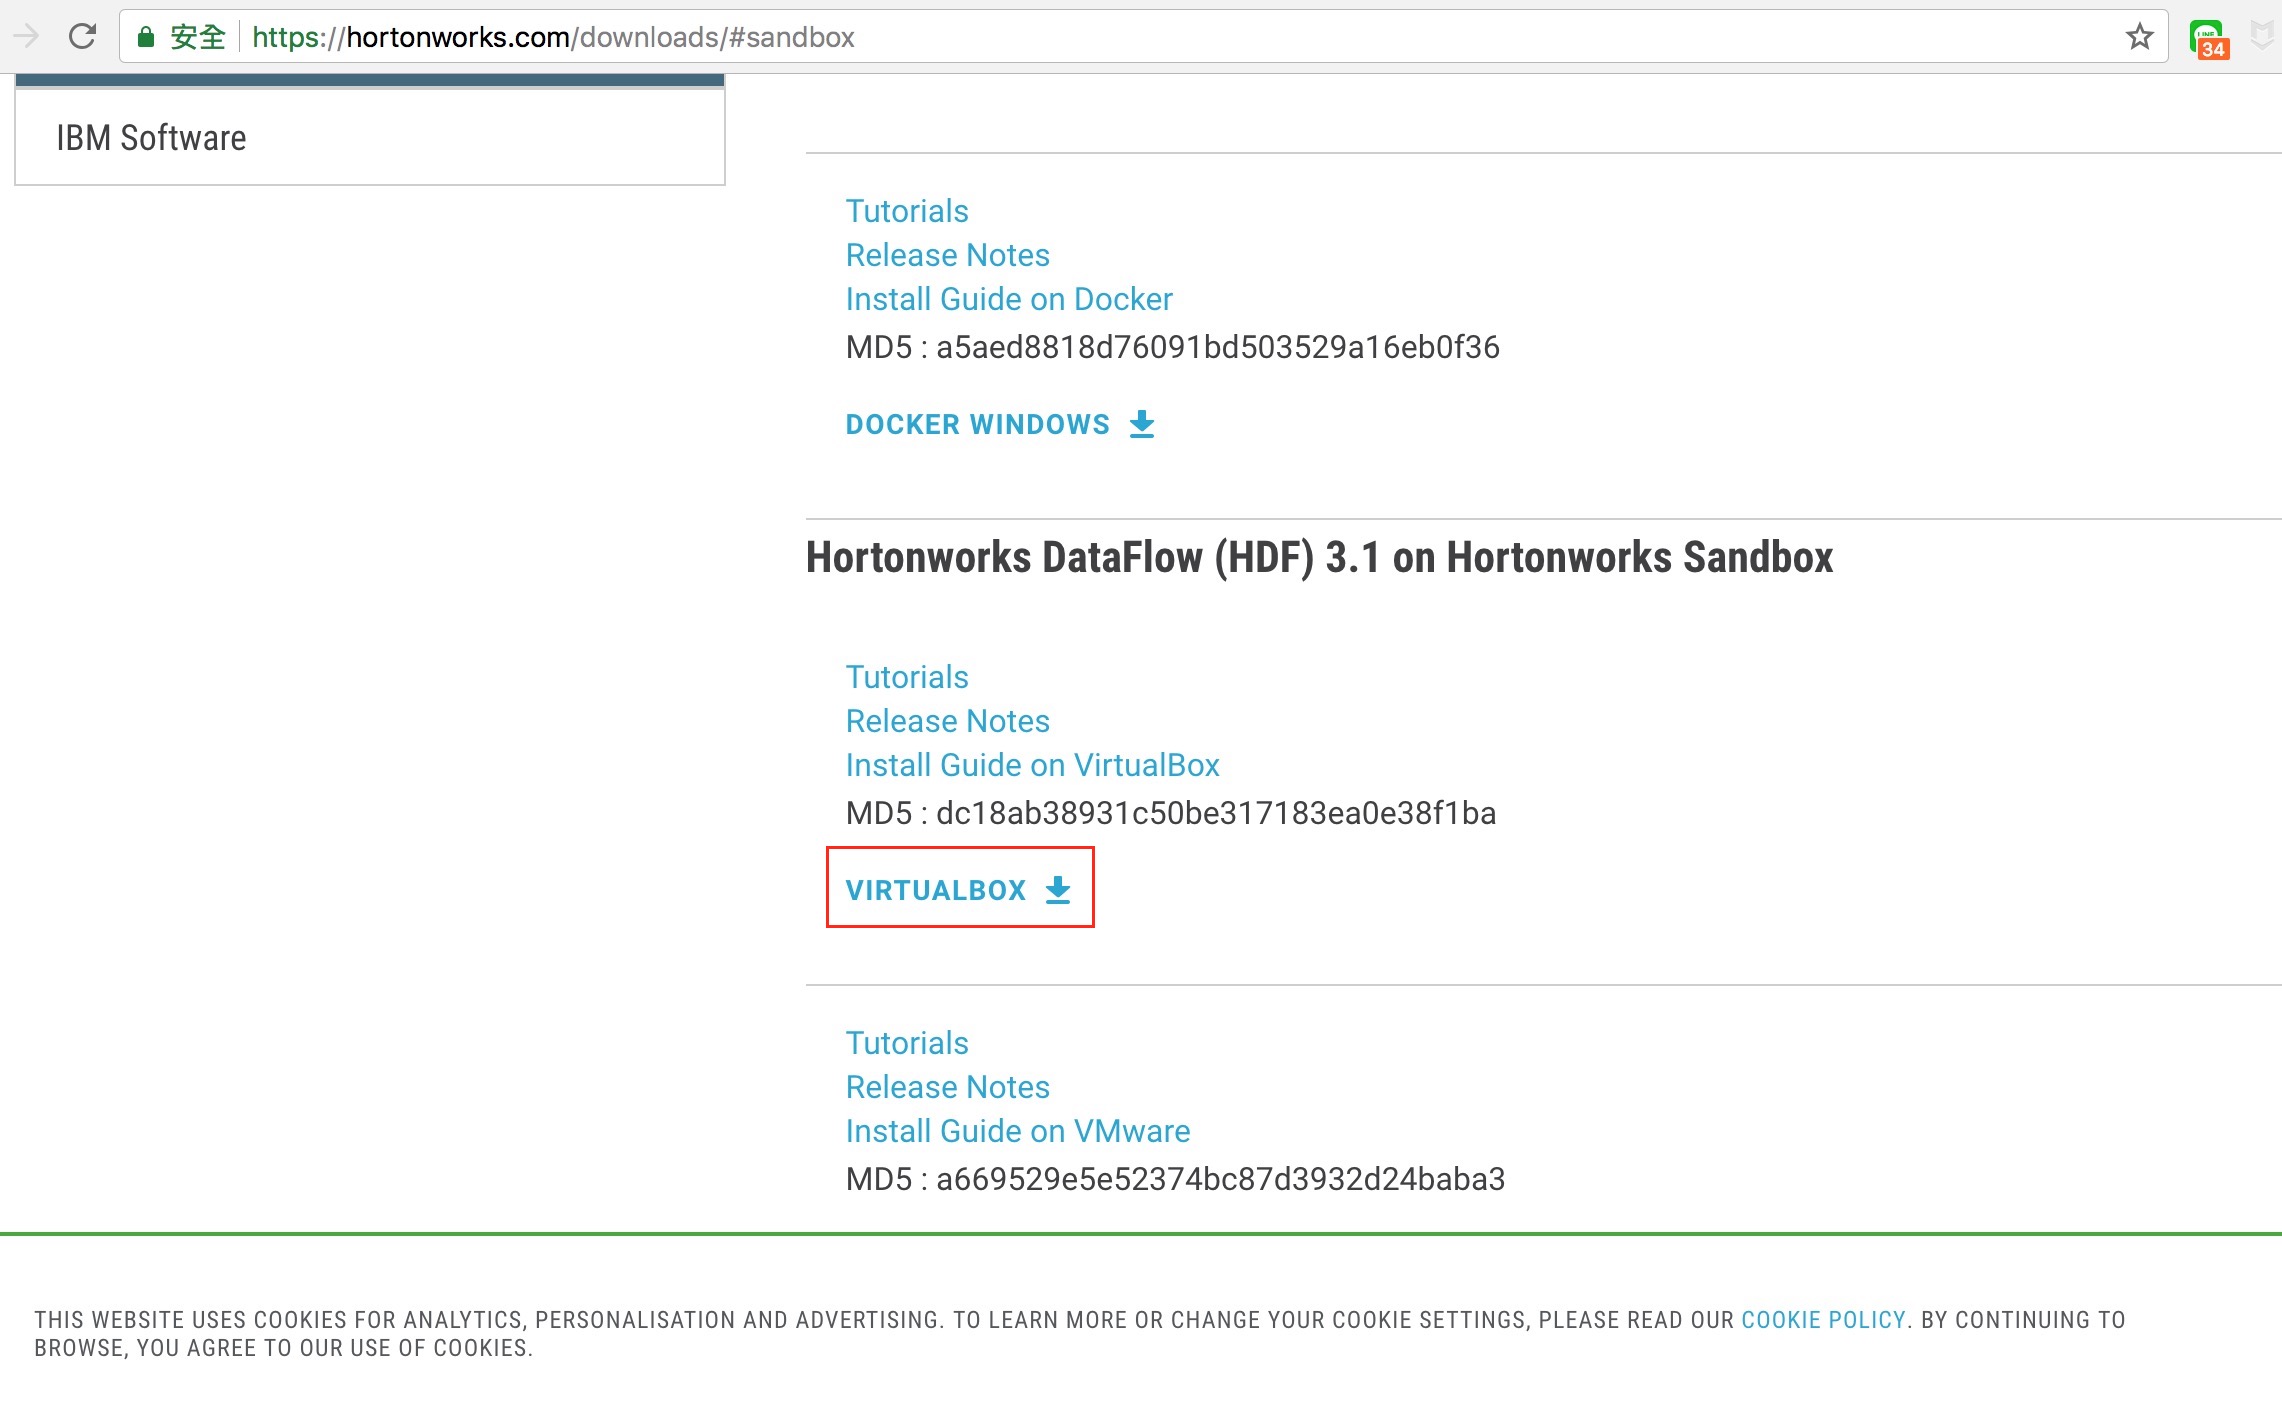 安全
https://hortonworks.com/downloads/#sandbox
LINE
34
IBM Software
Tutorials
Release Notes
Install Guide on Docker
MD5 : a5aed8818d76091bd503529a16eb0f36
DOCKER WINDOWS
Hortonworks DataFlow (HDF) 3.1 on Hortonworks Sandbox
Tutorials
Release Notes
Install Guide on VirtualBox
MD5 : dc18ab38931c50be317183ea0e38f1ba
VIRTUALBOX
Tutorials
Release Notes
Install Guide on VMware
MD5 : a669529e5e52374bc87d3932d24baba3
THIS WEBSITE USES COOKIES FOR ANALYTICS, PERSONALISATION AND ADVERTISING. TO LEARN MORE OR CHANGE YOUR COOKIE SETTINGS, PLEASE READ OUR COOKIE POLICY. BY CONTINUING TO
BROWSE, YOU AGREE TO OUR USE OF COOKIES.